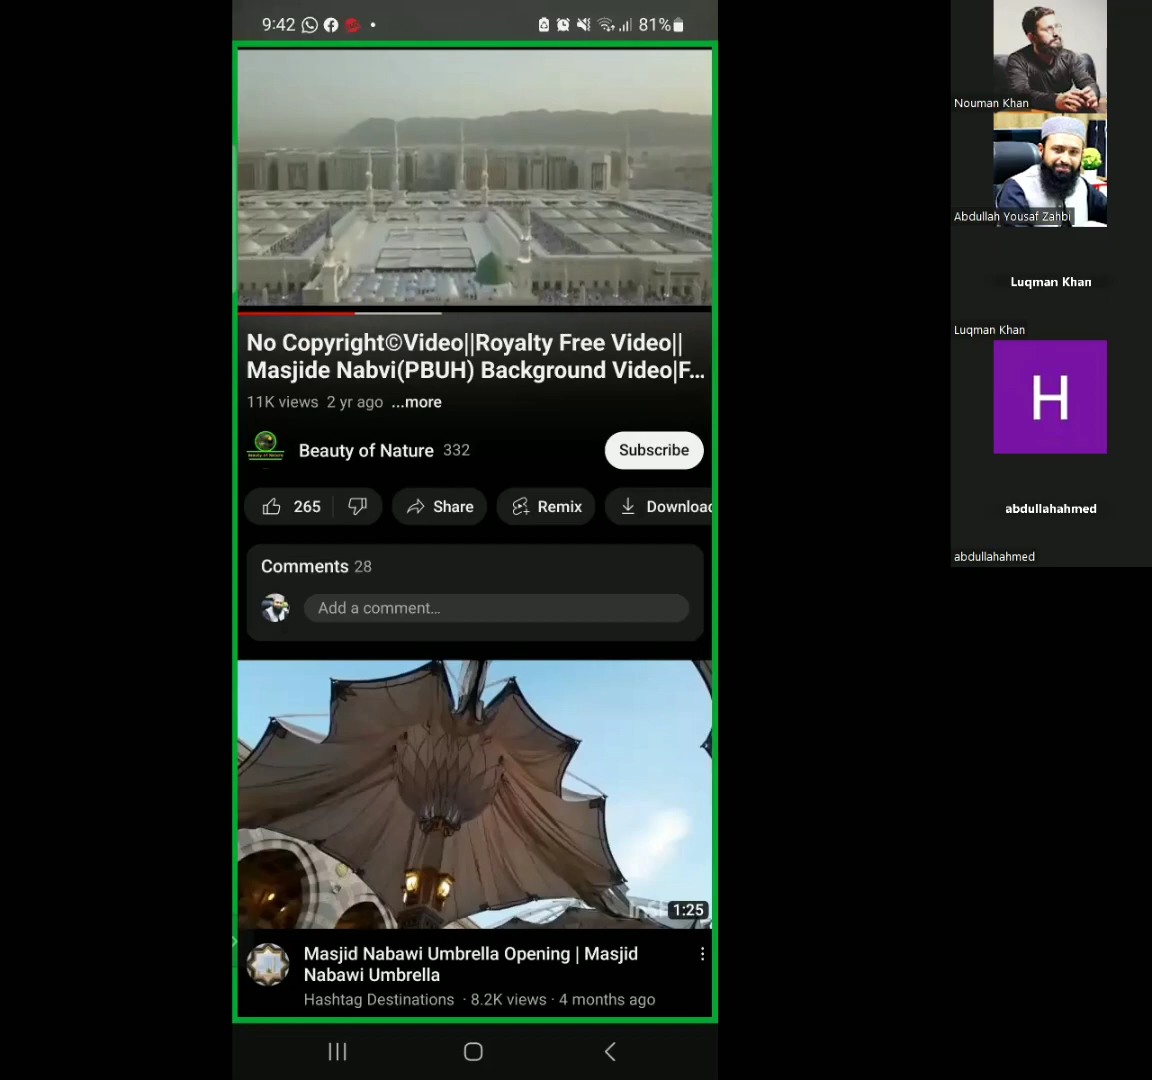 9:42
81%
No Copyright©Video||Royalty Free Video||
Masjide Nabvi(PBUH) Background Video|F...
11K views 2 yr ago ...more
Beauty of Nature 332
Subscribe
265
Share
Remix
Download
Comments 28
Add a comment...
1:25
Masjid Nabawi Umbrella Opening | Masjid
Nabawi Umbrella
Hashtag Destinations · 8.2K views · 4 months ago
Nouman Khan
Abdullah Yousaf Zahbi
Luqman Khan
Luqman Khan
H
abdullahahmed
abdullahahmed